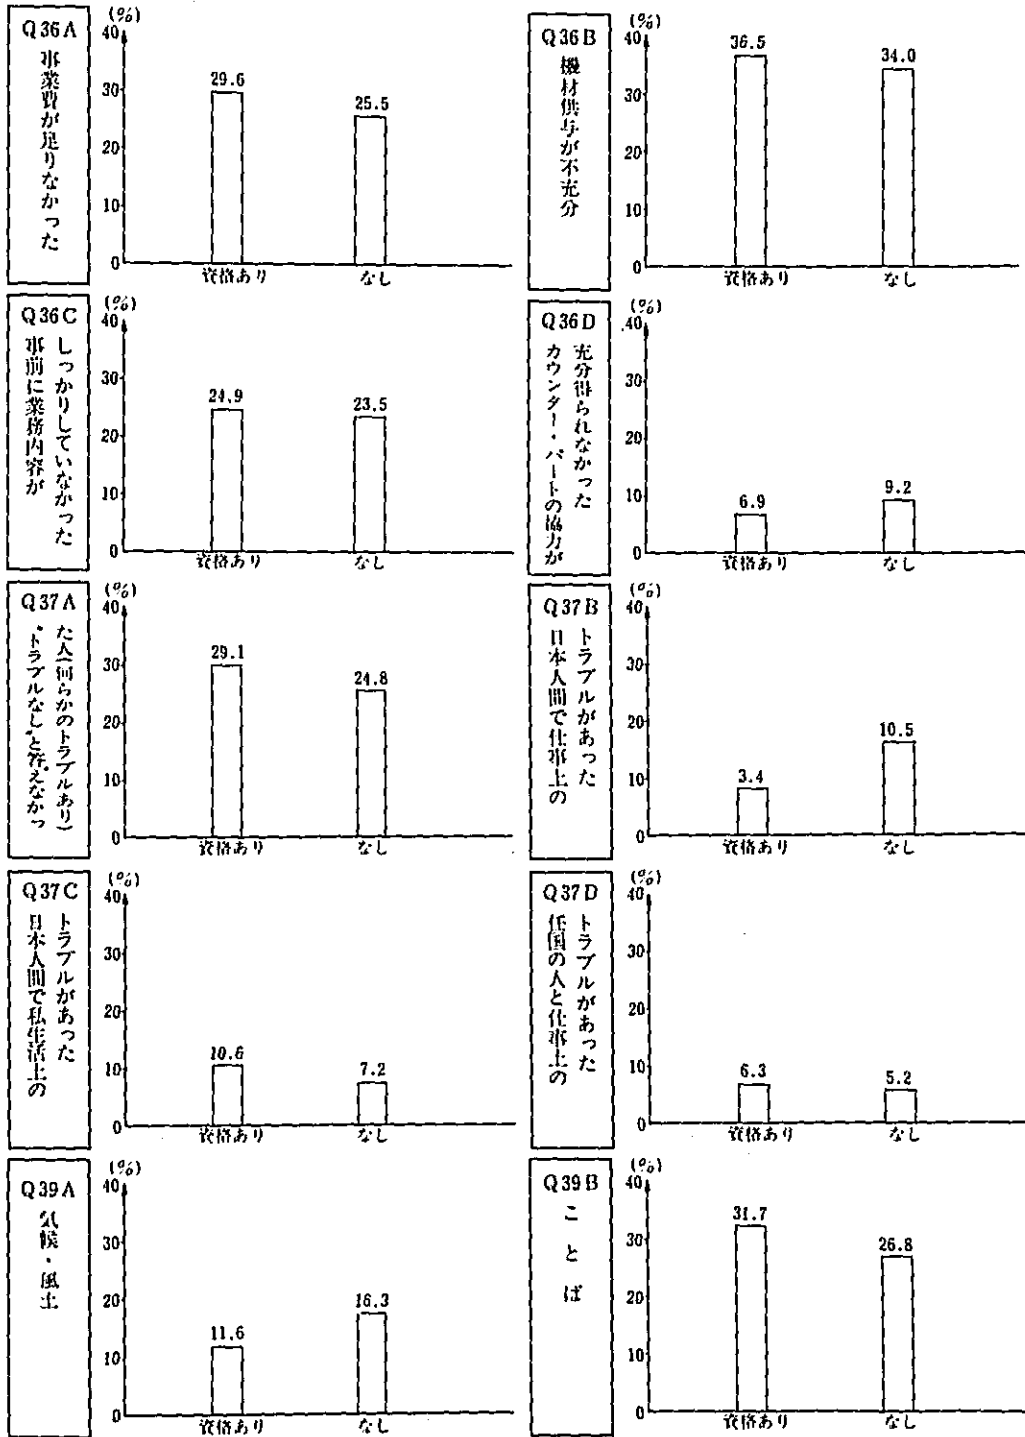 Q36A
事業費が足りなかった
(%)
40
30
20
10
0
29.6
25.5
資格あり
なし
Q36B
機材供与が不充分
(%)
40
30
20
10
0
36.5
34.0
資格あり
なし
Q36C
事前に業務内容が
しっかりしていなかった
(%)
40
30
20
10
0
24.9
23.5
資格あり
なし
Q36D
カウンター・パートの協力が
充分得られなかった
(%)
40
30
20
10
0
6.9
9.2
資格あり
なし
Q37A
“トラブルなし”と答えなかっ
た人(何らかのトラブルあり)
(%)
40
30
20
10
0
29.1
24.8
資格あり
なし
Q37B
日本人間で仕事上の
トラブルがあった
(%)
40
30
20
10
0
3.4
10.5
資格あり
なし
Q37C
日本人間で私生活上の
トラブルがあった
(%)
40
30
20
10
0
10.6
7.2
資格あり
なし
Q37D
任国の人と仕事上の
トラブルがあった
(%)
40
30
20
10
0
6.3
5.2
資格あり
なし
Q39A
気候・風土
(%)
40
30
20
10
0
11.6
16.3
資格あり
なし
Q39B
ことば
(%)
40
30
20
10
0
31.7
26.8
資格あり
なし